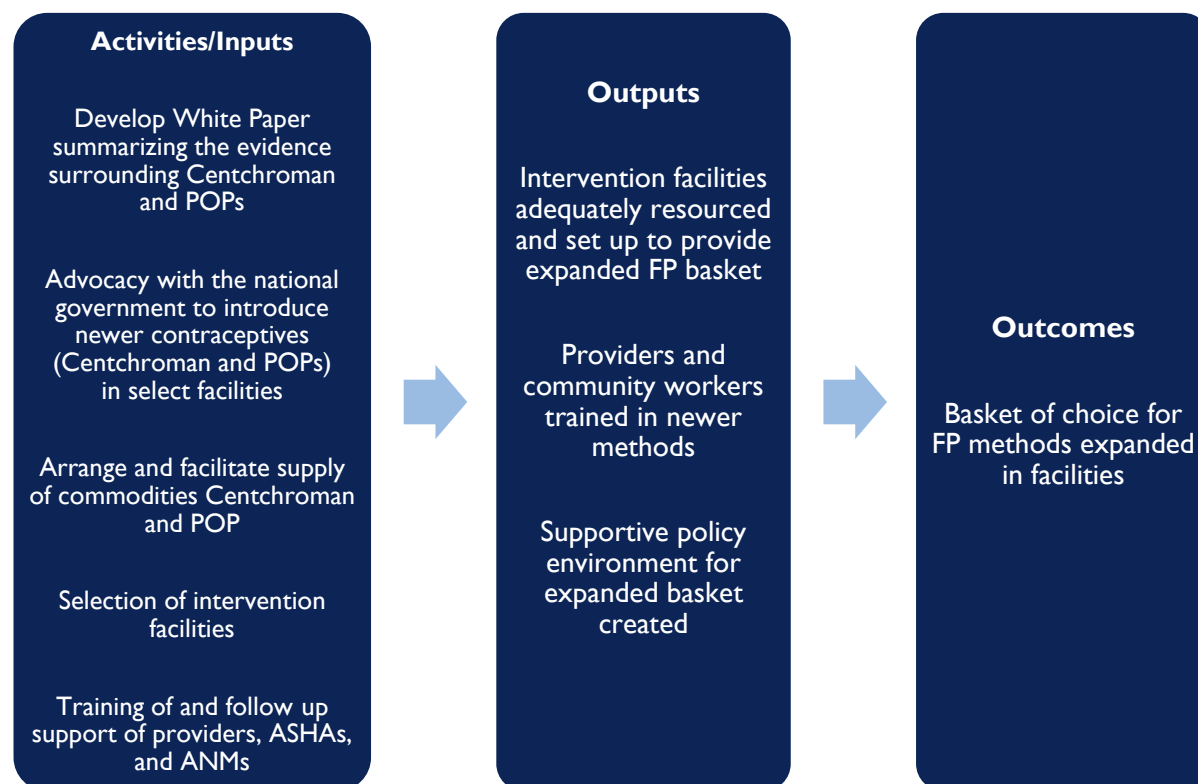 Activities/Inputs
Develop White Paper
summarizing the evidence
surrounding Centchroman
and POPs
Advocacy with the national
government to introduce
newer contraceptives
(Centchroman and POPs)
in select facilities
Arrange and facilitate supply
of commodities Centchroman
and POP
Selection of intervention
facilities
Training of and follow up
support of providers, ASHAs,
and ANMs
Outputs
Intervention facilities
adequately resourced
and set up to provide
expanded FP basket
Providers and
community workers
trained in newer
methods
Supportive policy
environment for
expanded basket
created
Outcomes
Basket of choice for
FP methods expanded
in facilities